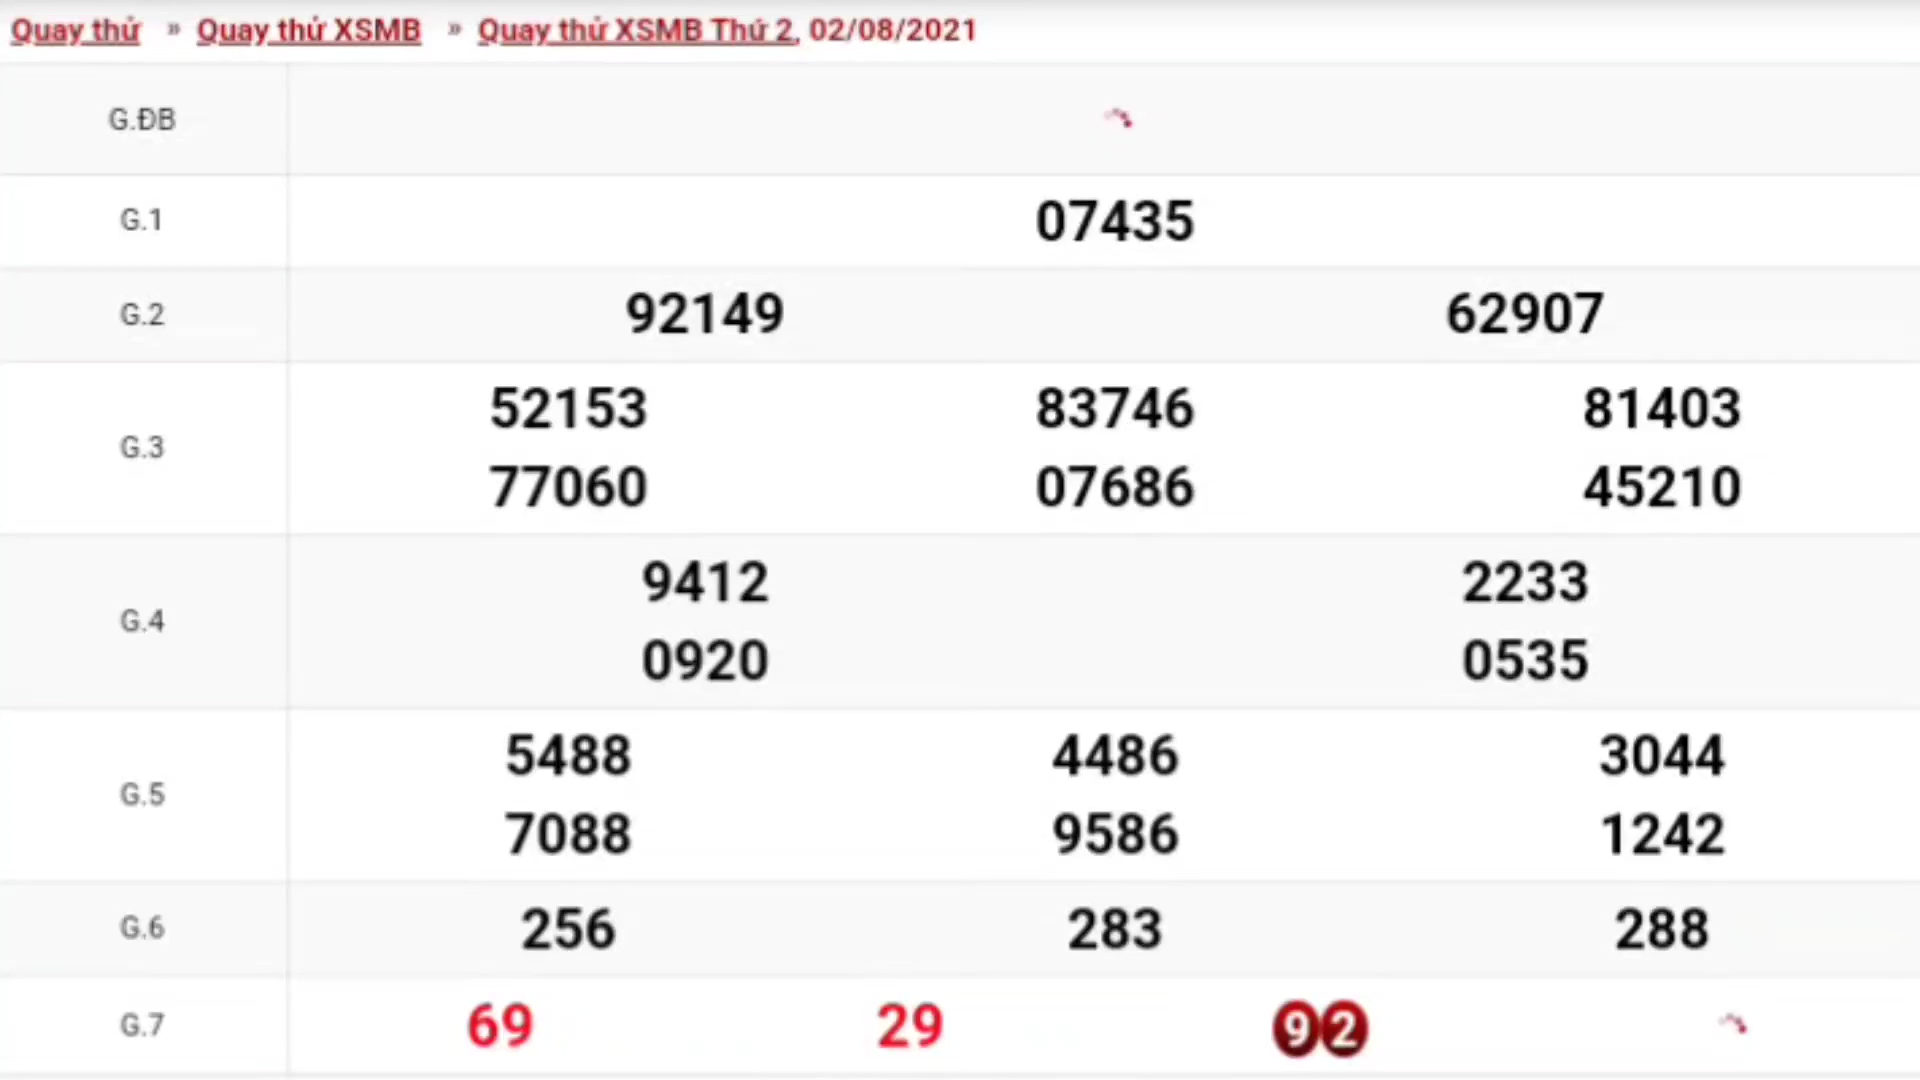 Quay thử » Quay thử XSMB » Quay thử XSMB Thứ 2, 02/08/2021
G.ĐB
G.1 07435
G.2 92149 62907
G.3
52153 83746 81403
77060 07686 45210
G.4
9412 2233
0920 0535
G.5
5488 4486 3044
7088 9586 1242
G.6 256 283 288
G.7 69 29 92